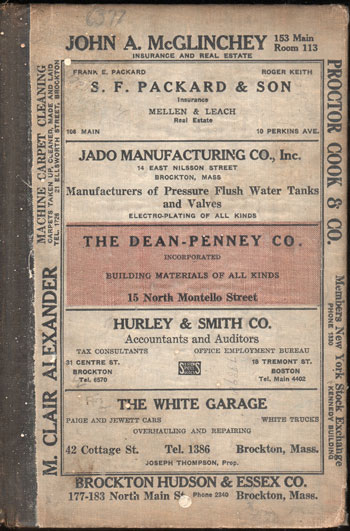 6577
JOHN A. McGLINCHEY
153 Main
Room 113
INSURANCE AND REAL ESTATE
FRANK E. PACKARD
ROGER KEITH
S. F. PACKARD & SON
Insurance
MELLEN & LEACH
Real Estate
106 MAIN
10 PERKINS AVE.
JADO MANUFACTURING CO., Inc.
14 EAST NILSSON STREET
BROCKTON, MASS
Manufacturers of Pressure Flush Water Tanks
and Valves
ELECTRO-PLATING OF ALL KINDS
THE DEAN-PENNEY CO.
INCORPORATED
BUILDING MATERIALS OF ALL KINDS
15 North Montello Street
HURLEY & SMITH CO.
Accountants and Auditors
TAX CONSULTANTS
OFFICE EMPLOYMENT BUREAU
31 CENTRE ST.
BROCKTON
Tel. 6570
18 TREMONT ST.
BOSTON
Tel. Main 4402
THE WHITE GARAGE
PAIGE AND JEWETT CARS
WHITE TRUCKS
OVERHAULING AND REPAIRING
42 Cottage St.
Tel. 1386
Brockton, Mass.
JOSEPH THOMPSON, Prop.
BROCKTON HUDSON & ESSEX CO.
177-183 North Main St.
Phone 2340
Brockton, Mass.
M. CLAIR ALEXANDER
MACHINE CARPET CLEANING
CARPETS TAKEN UP, CLEANED, MADE AND LAID
TEL. 728
21 ELLSWORTH STREET, BROCKTON
PROCTOR COOK & CO.
Members New York Stock Exchange
PHONE 1530
KENNEDY BUILDING